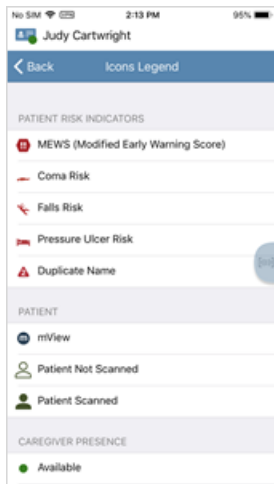 No SIM 2:13 PM 95%
Judy Cartwright
Back Icons Legend
PATIENT RISK INDICATORS
MEWS (Modified Early Warning Score)
Coma Risk
Falls Risk
Pressure Ulcer Risk
Duplicate Name
PATIENT
m mView
Patient Not Scanned
Patient Scanned
CAREGIVER PRESENCE
Available